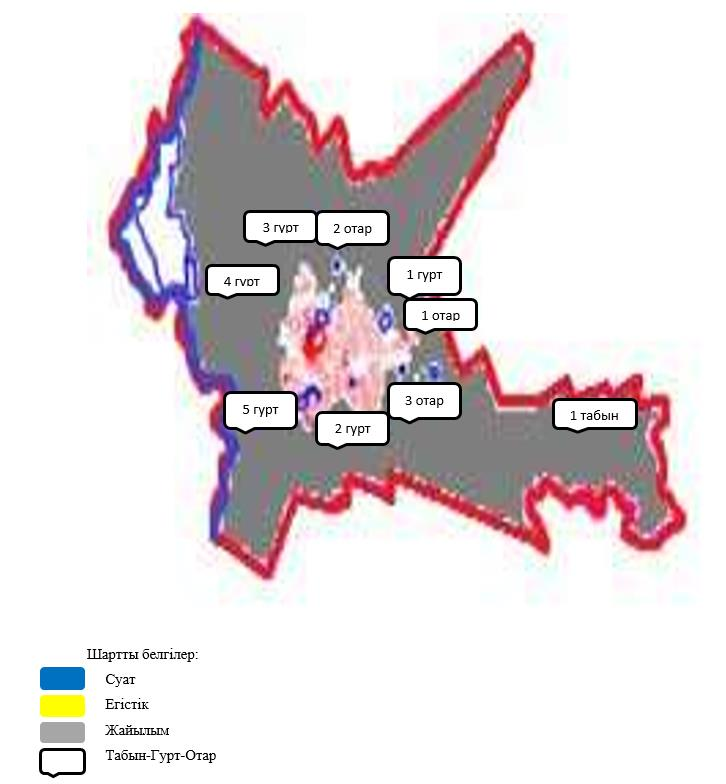 3 гурт
2 отар
4 гурт
1 гурт
1 отар
5 гурт
3 отар
2 гурт
1 табын
Шартты белгілер:
Суат
Егістік
Жайылым
Табын-Гурт-Отар